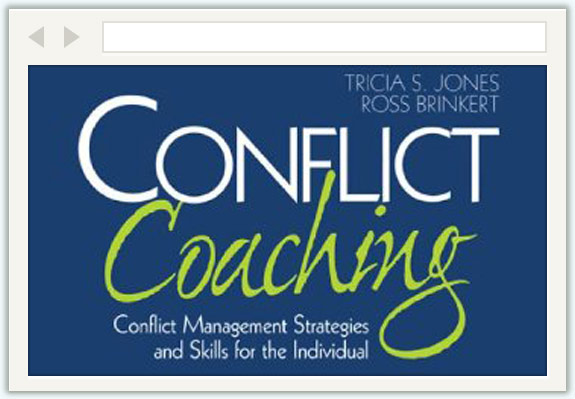 TRICIA S. JONES
ROSS BRINKERT
CONFLICT
Coaching
Conflict Management Strategies
and Skills for the Individual